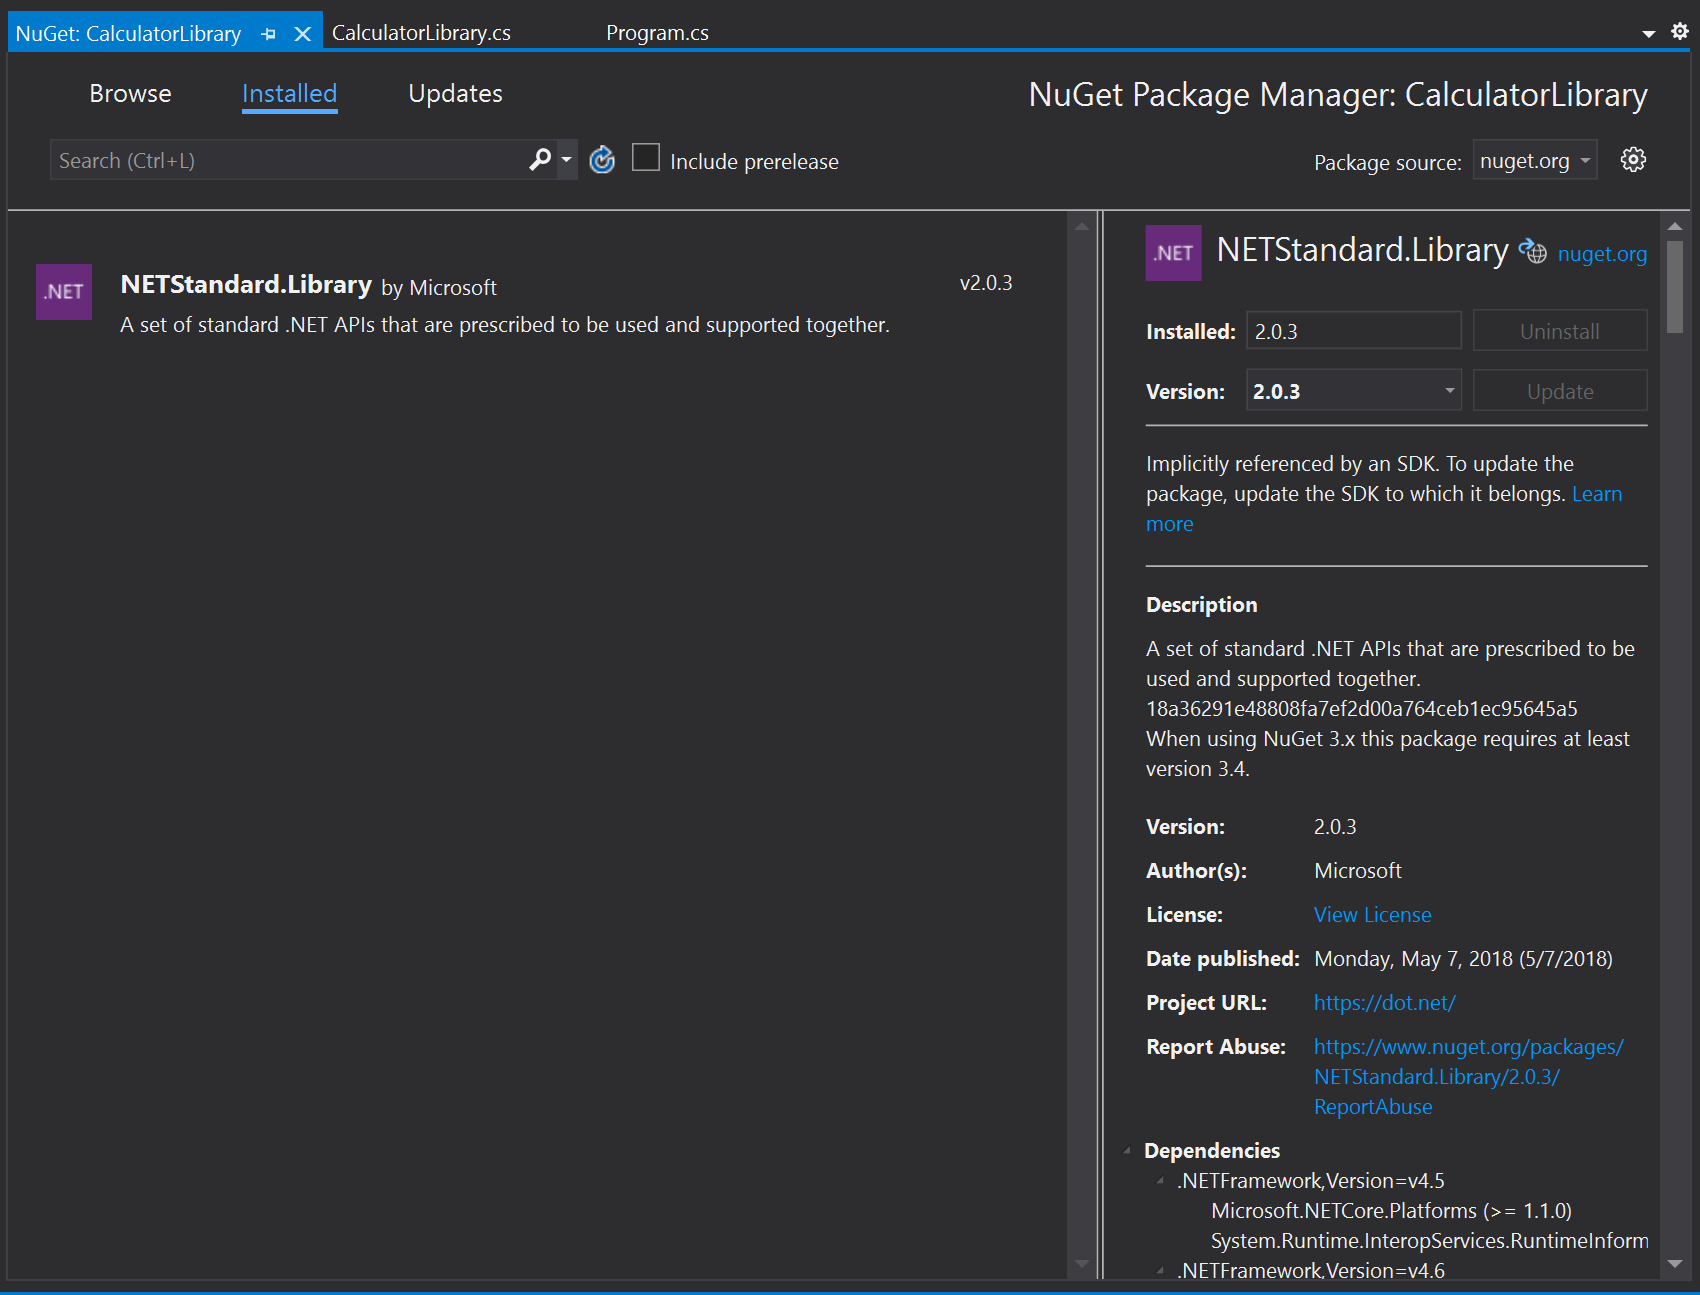 NuGet: CalculatorLibrary
CalculatorLibrary.cs
Program.cs
Browse
Installed
Updates
NuGet Package Manager: CalculatorLibrary
Search (Ctrl+L)
Include prerelease
Package source:
nuget.org
.NET
NETStandard.Library by Microsoft
v2.0.3
A set of standard .NET APIs that are prescribed to be used and supported together.
.NET
NETStandard.Library
nuget.org
Installed:
2.0.3
Uninstall
Version:
2.0.3
Update
Implicitly referenced by an SDK. To update the
package, update the SDK to which it belongs. Learn
more
Description
A set of standard .NET APIs that are prescribed to be
used and supported together.
18a36291e48808fa7ef2d00a764ceb1ec95645a5
When using NuGet 3.x this package requires at least
version 3.4.
Version: 2.0.3
Author(s): Microsoft
License: View License
Date published: Monday, May 7, 2018 (5/7/2018)
Project URL: https://dot.net/
Report Abuse: https://www.nuget.org/packages/
NETStandard.Library/2.0.3/
ReportAbuse
Dependencies
.NETFramework,Version=v4.5
Microsoft.NETCore.Platforms (>= 1.1.0)
System.Runtime.InteropServices.RuntimeInform
.NETFramework,Version=v4.6